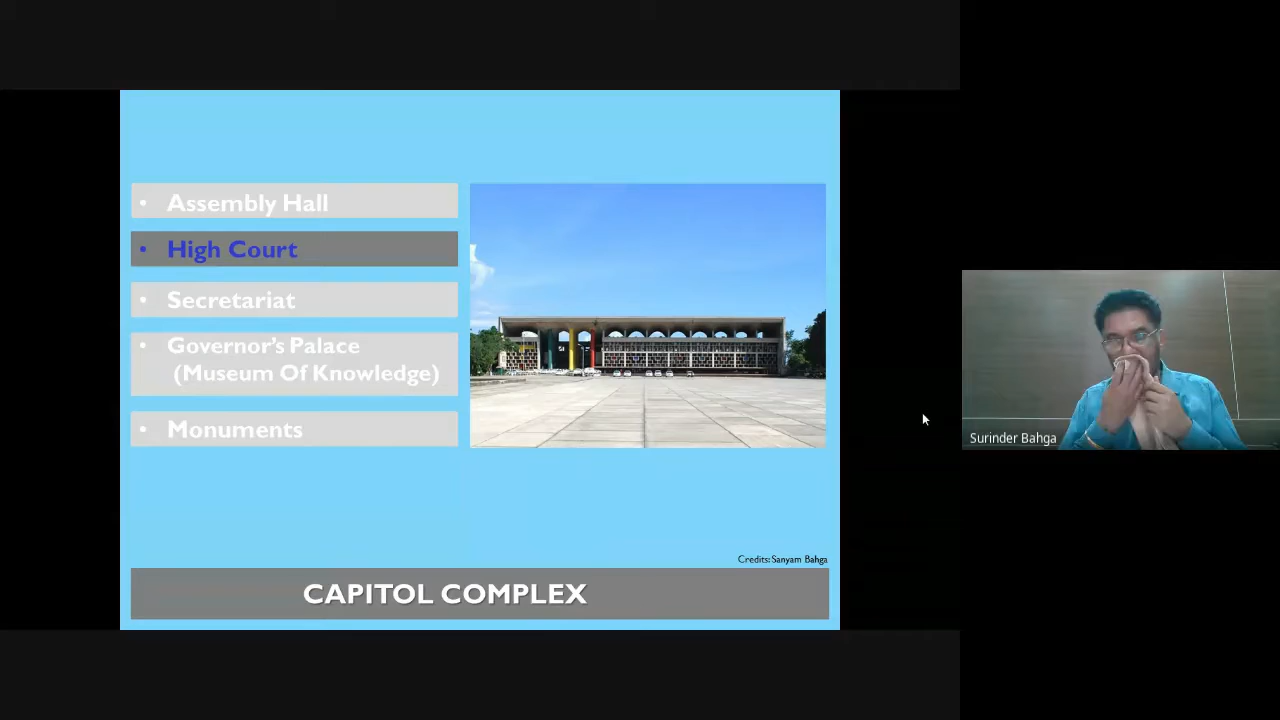 • Assembly Hall
• High Court
• Secretariat
• Governor's Palace
(Museum Of Knowledge)
• Monuments
Credits: Sanyam Bahga
CAPITOL COMPLEX
Surinder Bahga